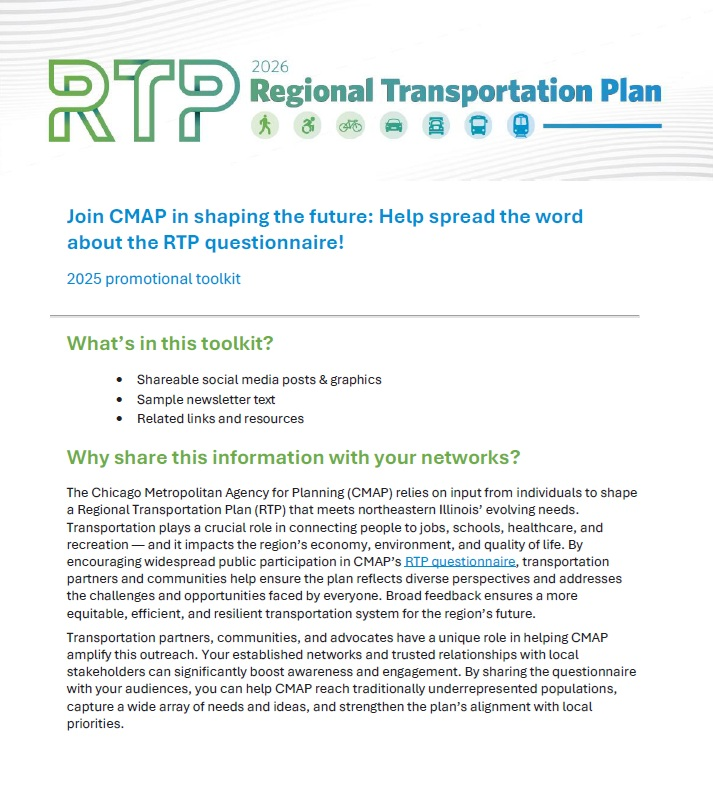 RTP
2026
Regional Transportation Plan
Join CMAP in shaping the future: Help spread the word
about the RTP questionnaire!
2025 promotional toolkit
What's in this toolkit?
• Shareable social media posts & graphics
• Sample newsletter text
• Related links and resources
Why share this information with your networks?
The Chicago Metropolitan Agency for Planning (CMAP) relies on input from individuals to shape
a Regional Transportation Plan (RTP) that meets northeastern Illinois' evolving needs.
Transportation plays a crucial role in connecting people to jobs, schools, healthcare, and
recreation — and it impacts the region's economy, environment, and quality of life. By
encouraging widespread public participation in CMAP's RTP questionnaire, transportation
partners and communities help ensure the plan reflects diverse perspectives and addresses
the challenges and opportunities faced by everyone. Broad feedback ensures a more
equitable, efficient, and resilient transportation system for the region's future.
Transportation partners, communities, and advocates have a unique role in helping CMAP
amplify this outreach. Your established networks and trusted relationships with local
stakeholders can significantly boost awareness and engagement. By sharing the questionnaire
with your audiences, you can help CMAP reach traditionally underrepresented populations,
capture a wide array of needs and ideas, and strengthen the plan's alignment with local
priorities.